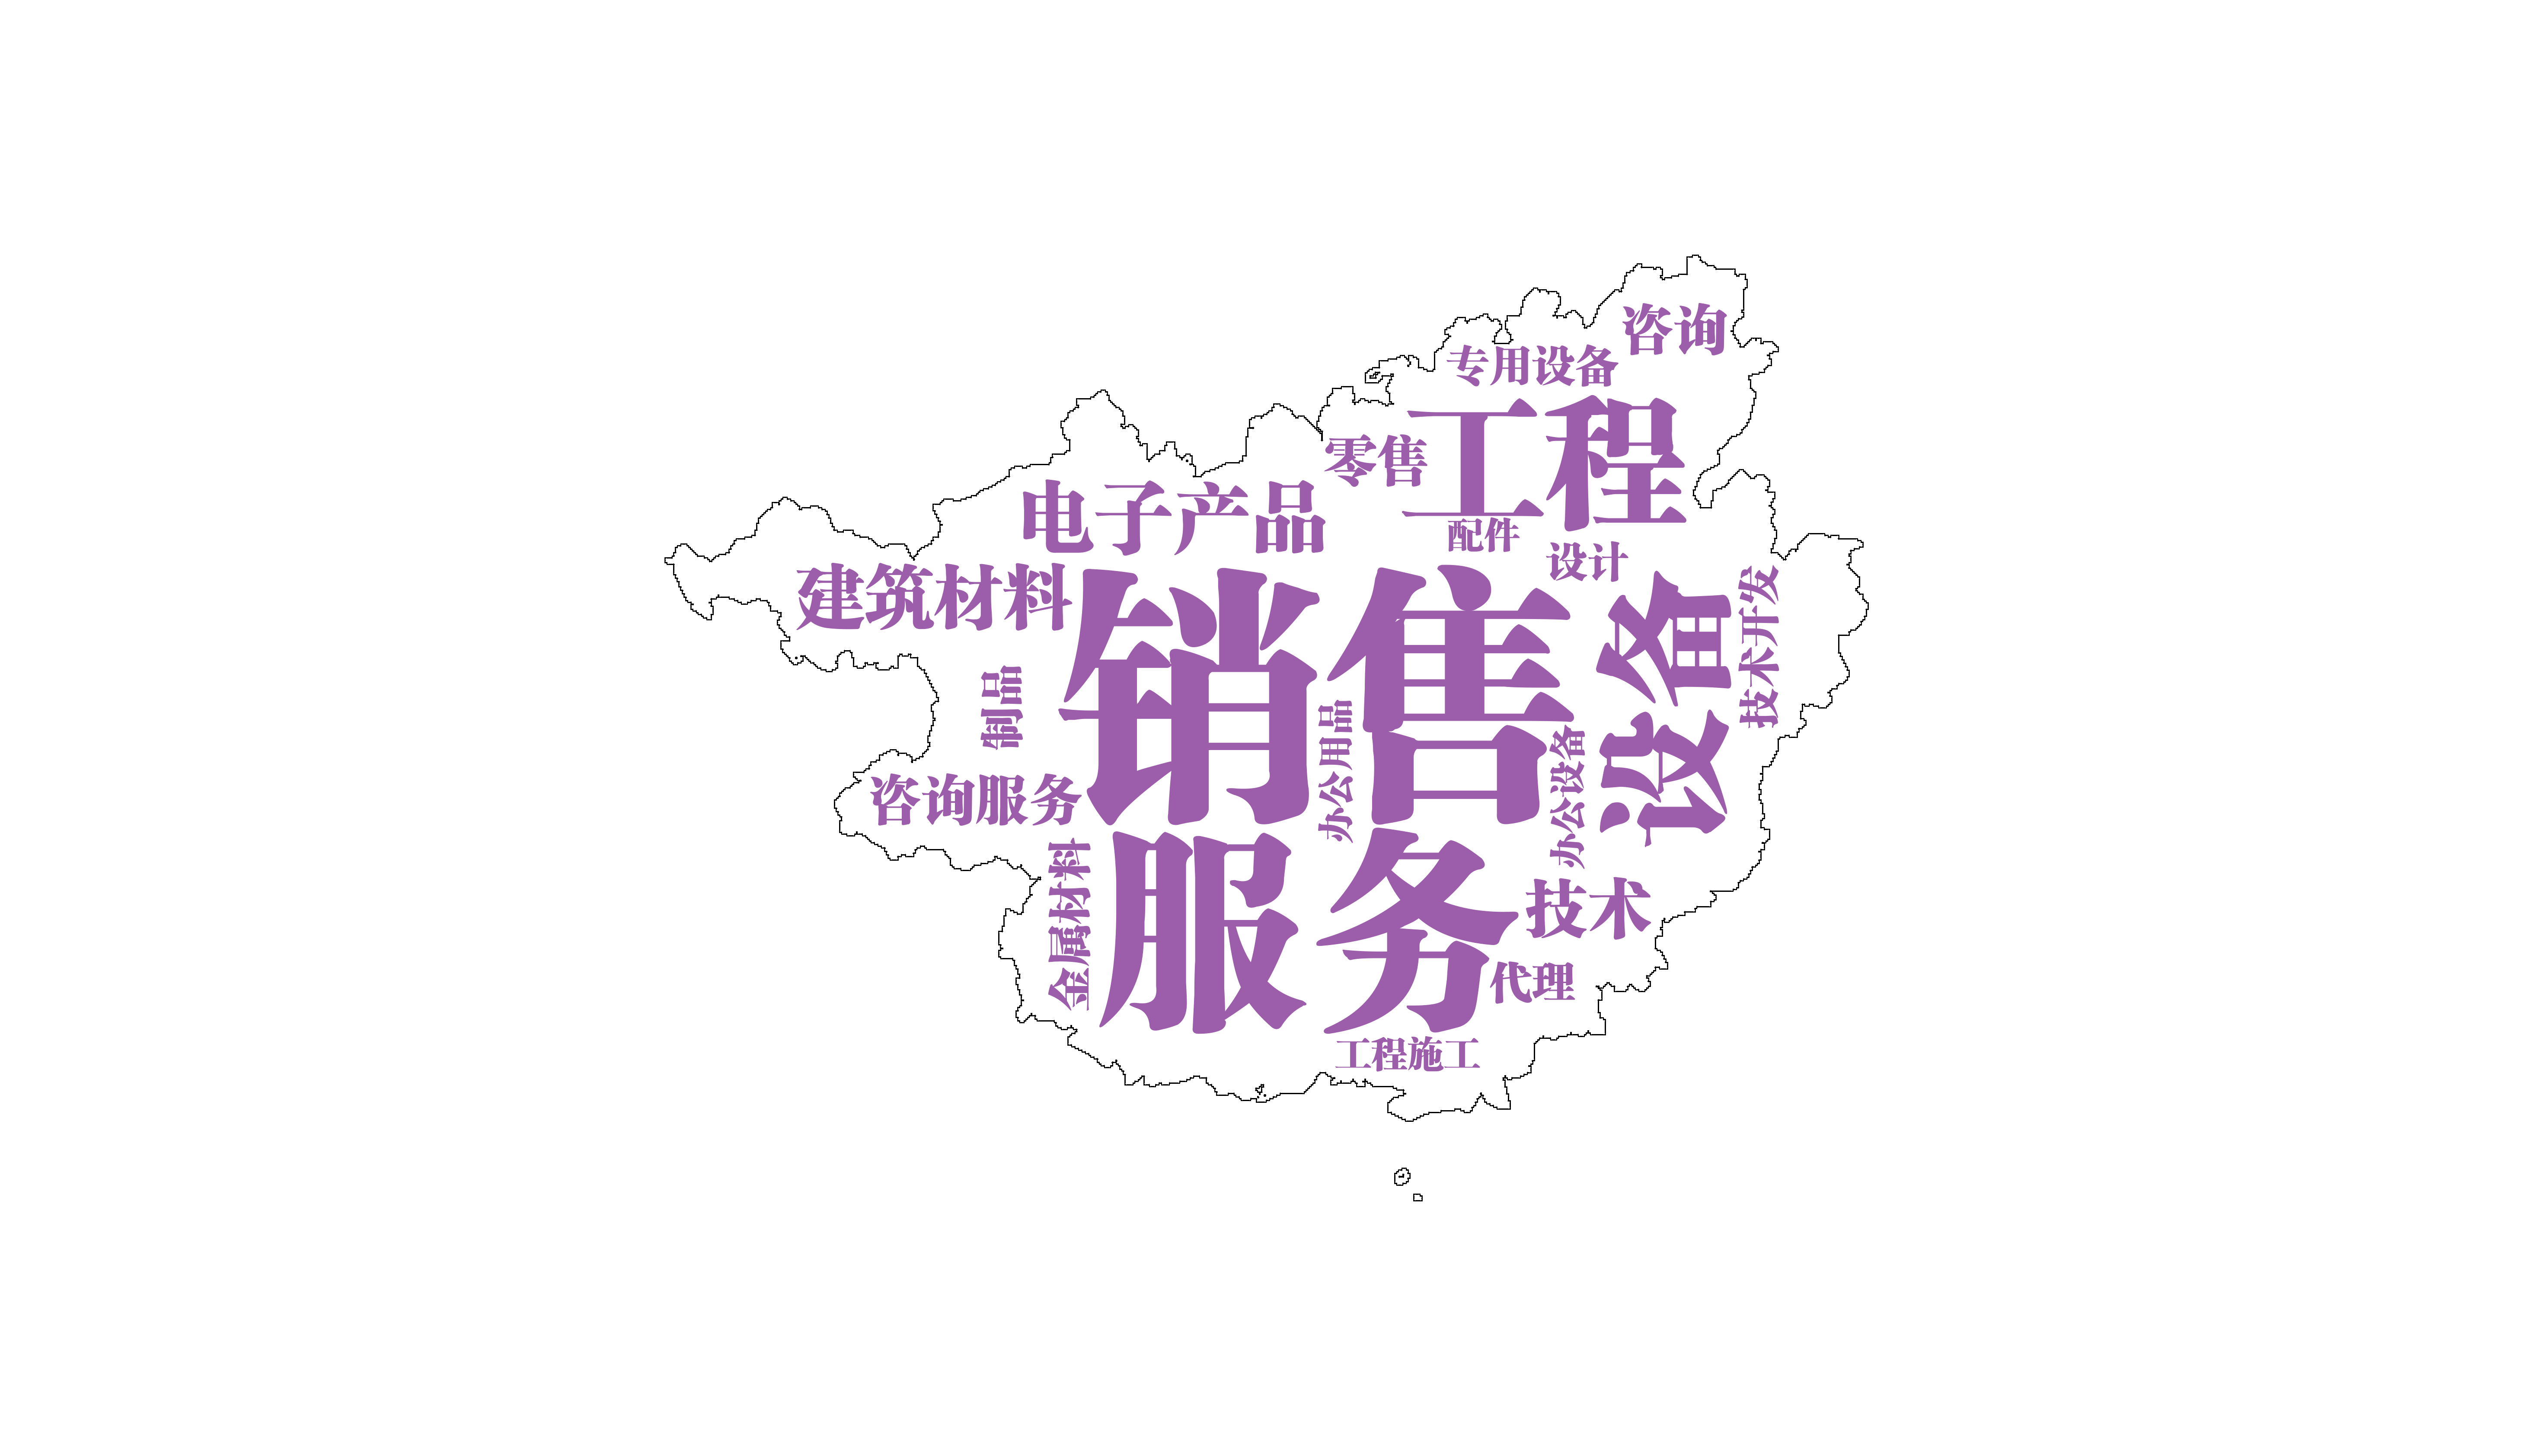 咨询
专用设备
工程
零售
电子产品
配件
设计
建筑材料
销售
设备
技术开发
制品
办公用品
办公设备
咨询服务
服务
金属材料
技术
代理
工程施工